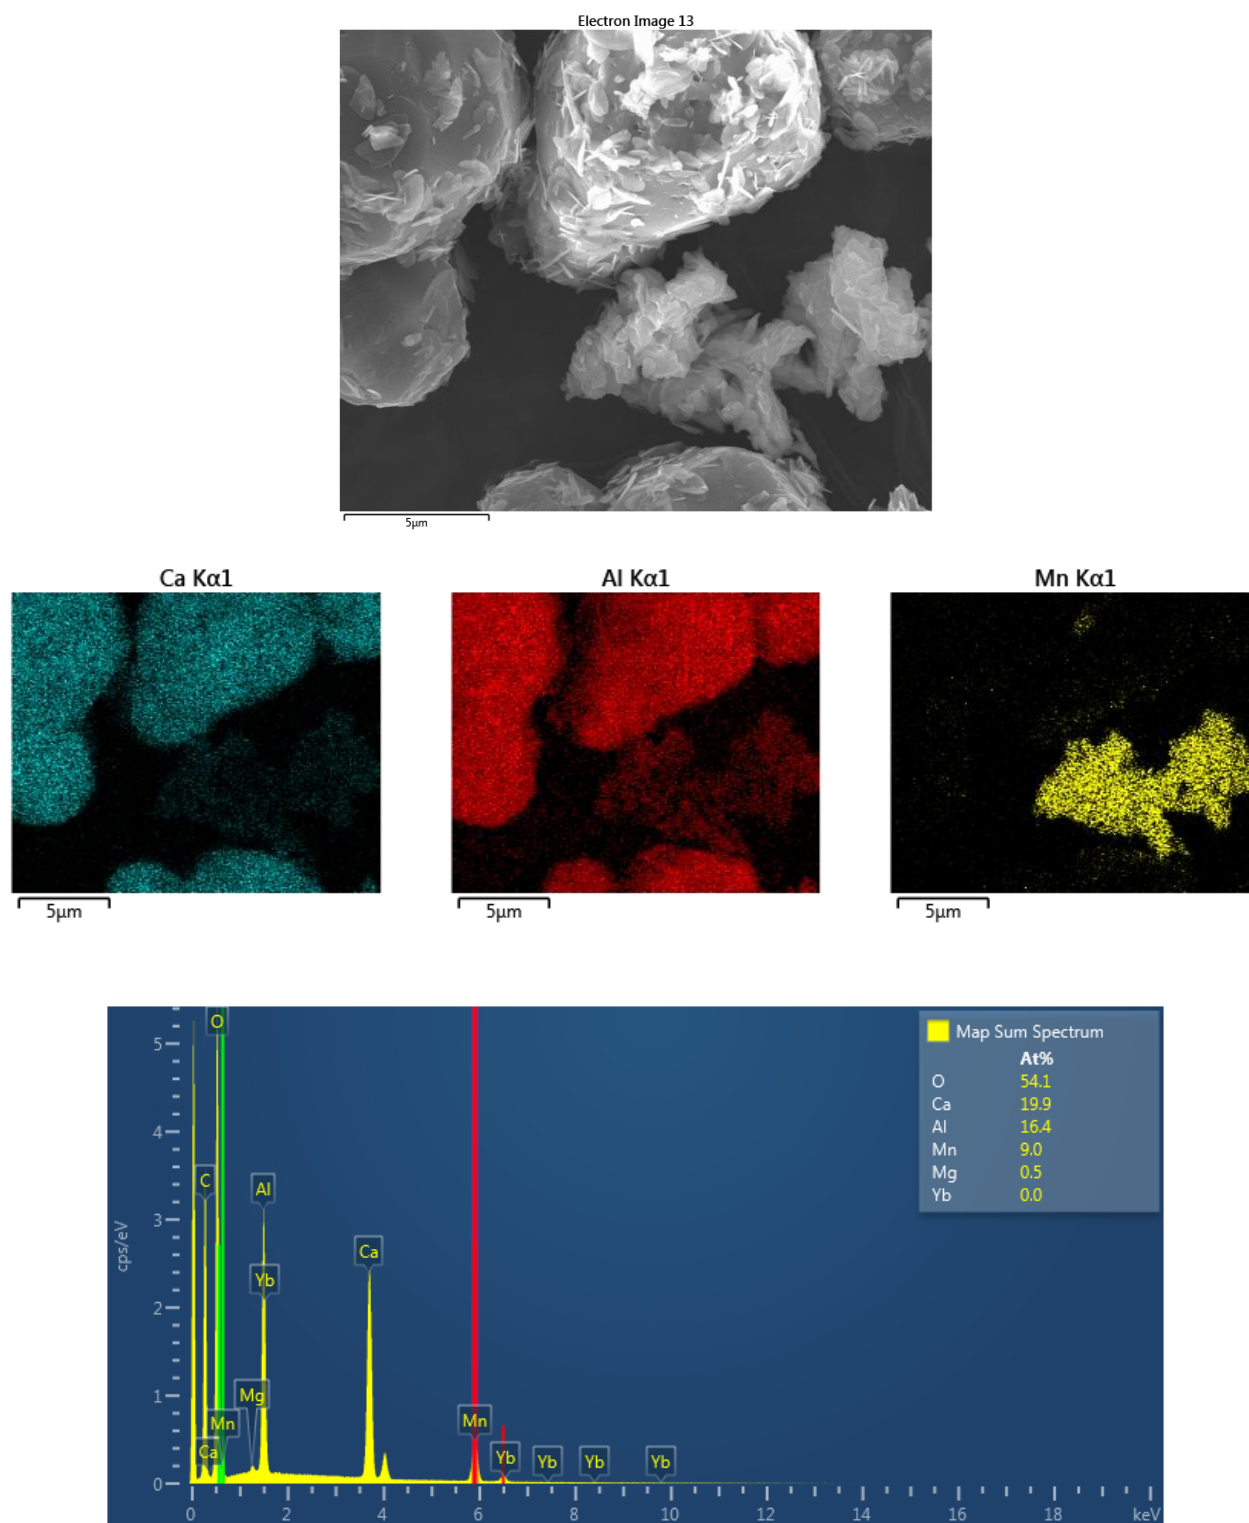 Electron Image 13
5µm
Ca Kα1
Al Kα1
Mn Kα1
5µm
5µm
5µm
Map Sum Spectrum
At%
O 54.1
Ca 19.9
Al 16.4
Mn 9.0
Mg 0.5
Yb 0.0
O
C
Al
Yb
Ca
Mg
Mn
Ca
Mn
Yb
Yb
Yb
Yb
cps/eV
5
4
3
2
1
0
0 2 4 6 8 10 12 14 16 18 keV